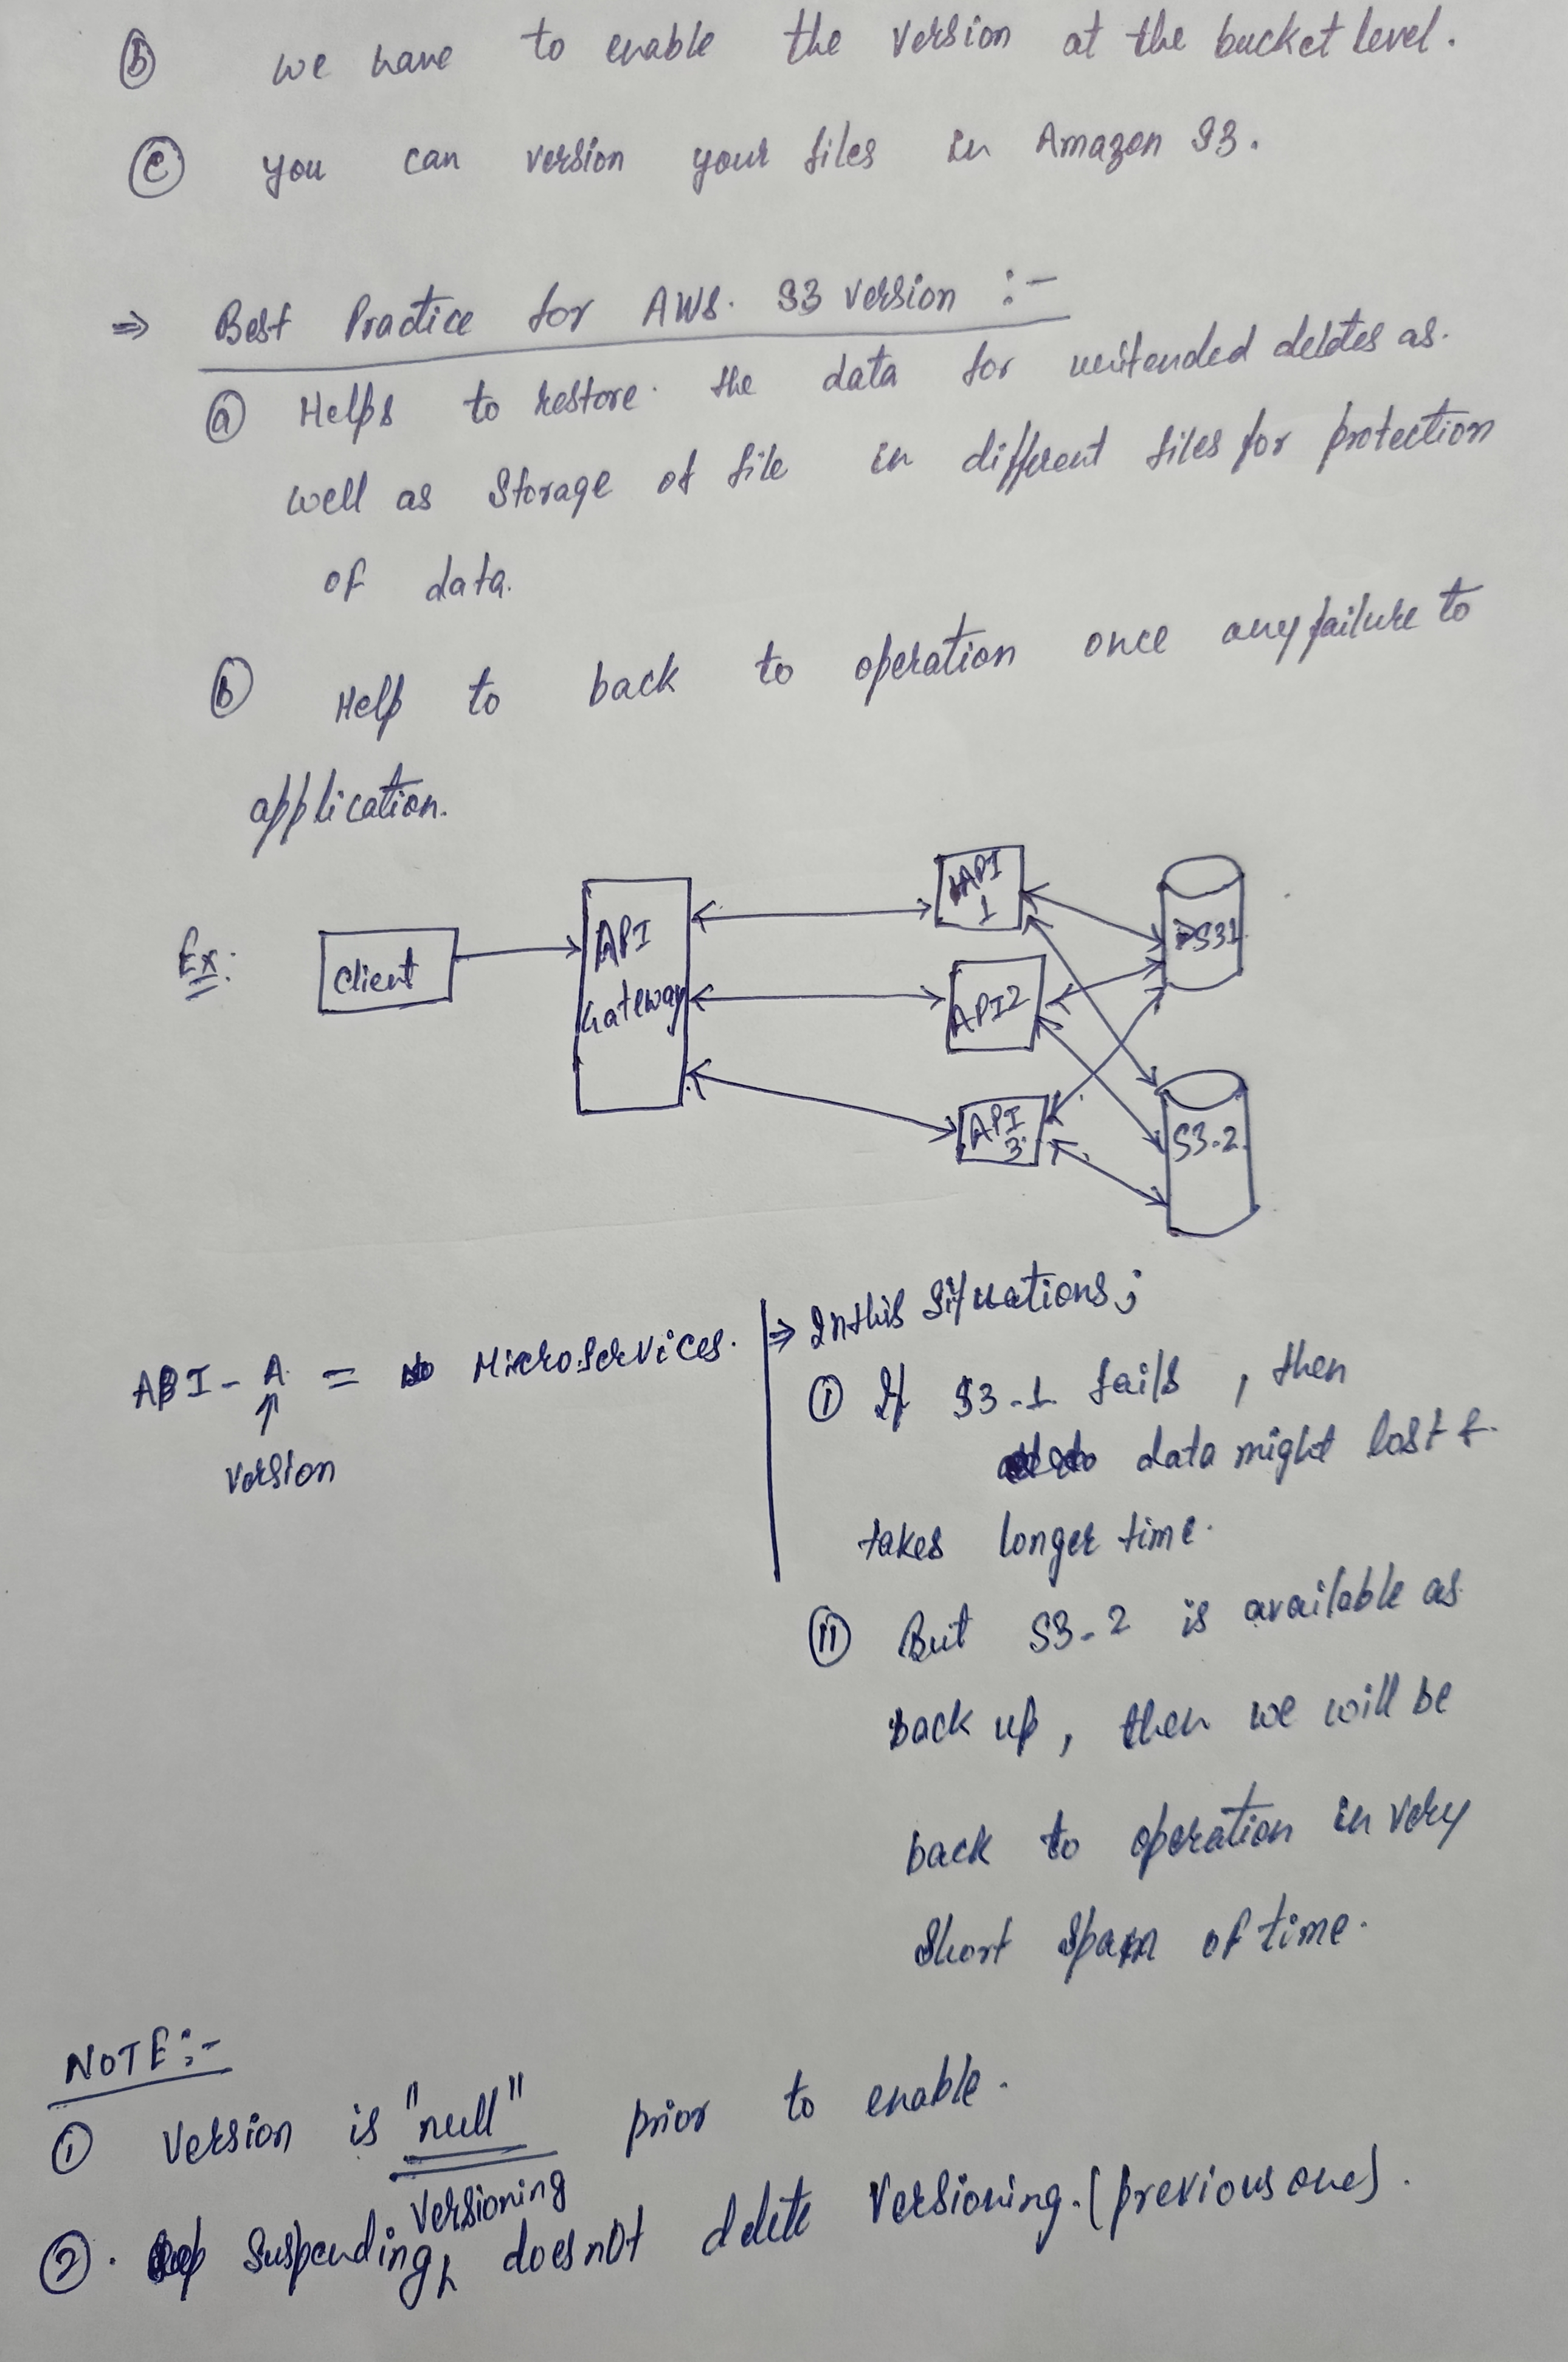 ⓑ we have to enable the version at the bucket level.
ⓒ you can version your files in Amazon S3.
⇒ Best Practice for AWS. S3 version :-
ⓐ Helps to restore. the data for unitended deletes as.
well as Storage of file in different files for protection
of data.
ⓑ Help to back to operation once any failure to
application.
Ex:
Client
API
Gateway
API
1
API2
API
3
S31
S3-2
API - A = Microservices.
↑
version
⇒ In this situations;
① If S3-1 fails, then
data might lost &
takes longer time.
② But S3-2 is available as
back up, then we will be
back to operation in very
Short span of time.
NOTE:-
① Version is "null" prior to enable.
Versioning
②. Suspending, does not delete Versioning. (previous one).